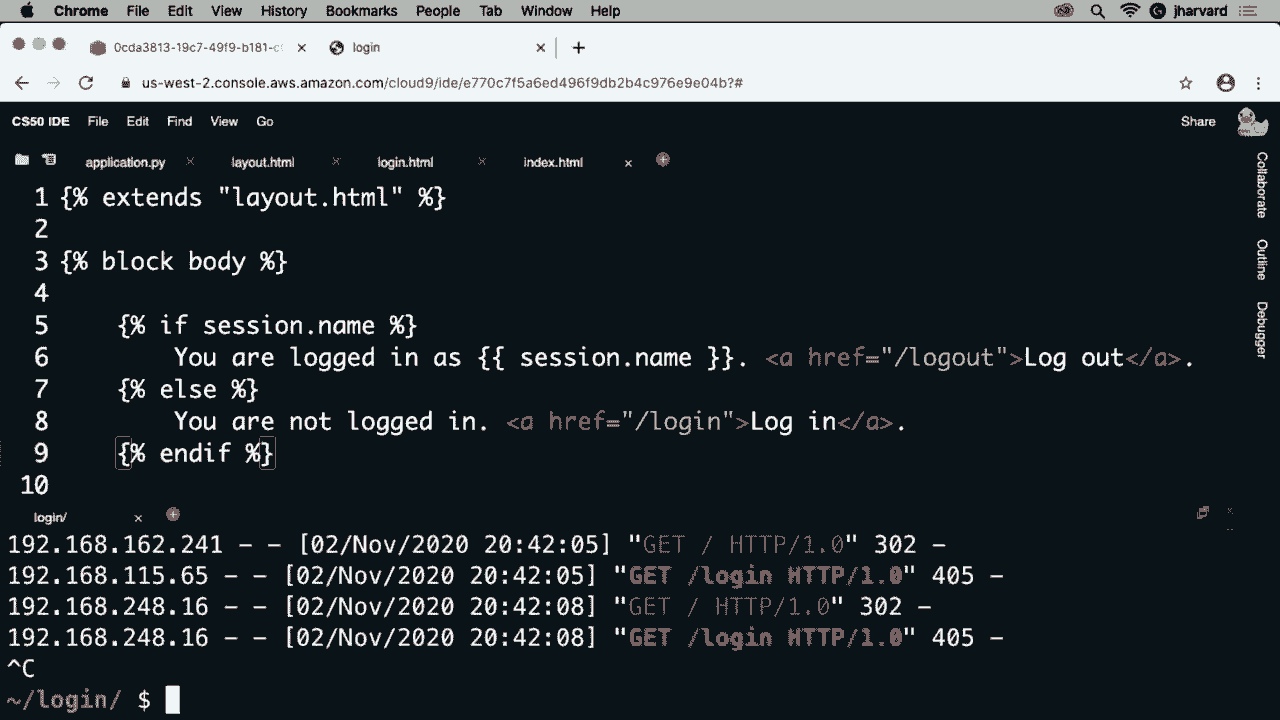 Chrome File Edit View History Bookmarks People Tab Window Help jharvard
0cda3813-19c7-49f9-b181-c login
us-west-2.console.aws.amazon.com/cloud9/ide/e770c7f5a6ed496f9db2b4c976e9e04b?#
CS50 IDE File Edit Find View Go Share
application.py layout.html login.html index.html
1 {% extends "layout.html" %}
2
3 {% block body %}
4
5 {% if session.name %}
6 You are logged in as {{ session.name }}. <a href="/logout">Log out</a>.
7 {% else %}
8 You are not logged in. <a href="/login">Log in</a>.
9 {% endif %}
10
Collaborate
Outline
Debugger
login/
192.168.162.241 - - [02/Nov/2020 20:42:05] "GET / HTTP/1.0" 302 -
192.168.115.65 - - [02/Nov/2020 20:42:05] "GET /login HTTP/1.0" 405 -
192.168.248.16 - - [02/Nov/2020 20:42:08] "GET / HTTP/1.0" 302 -
192.168.248.16 - - [02/Nov/2020 20:42:08] "GET /login HTTP/1.0" 405 -
^C
~/login/ $